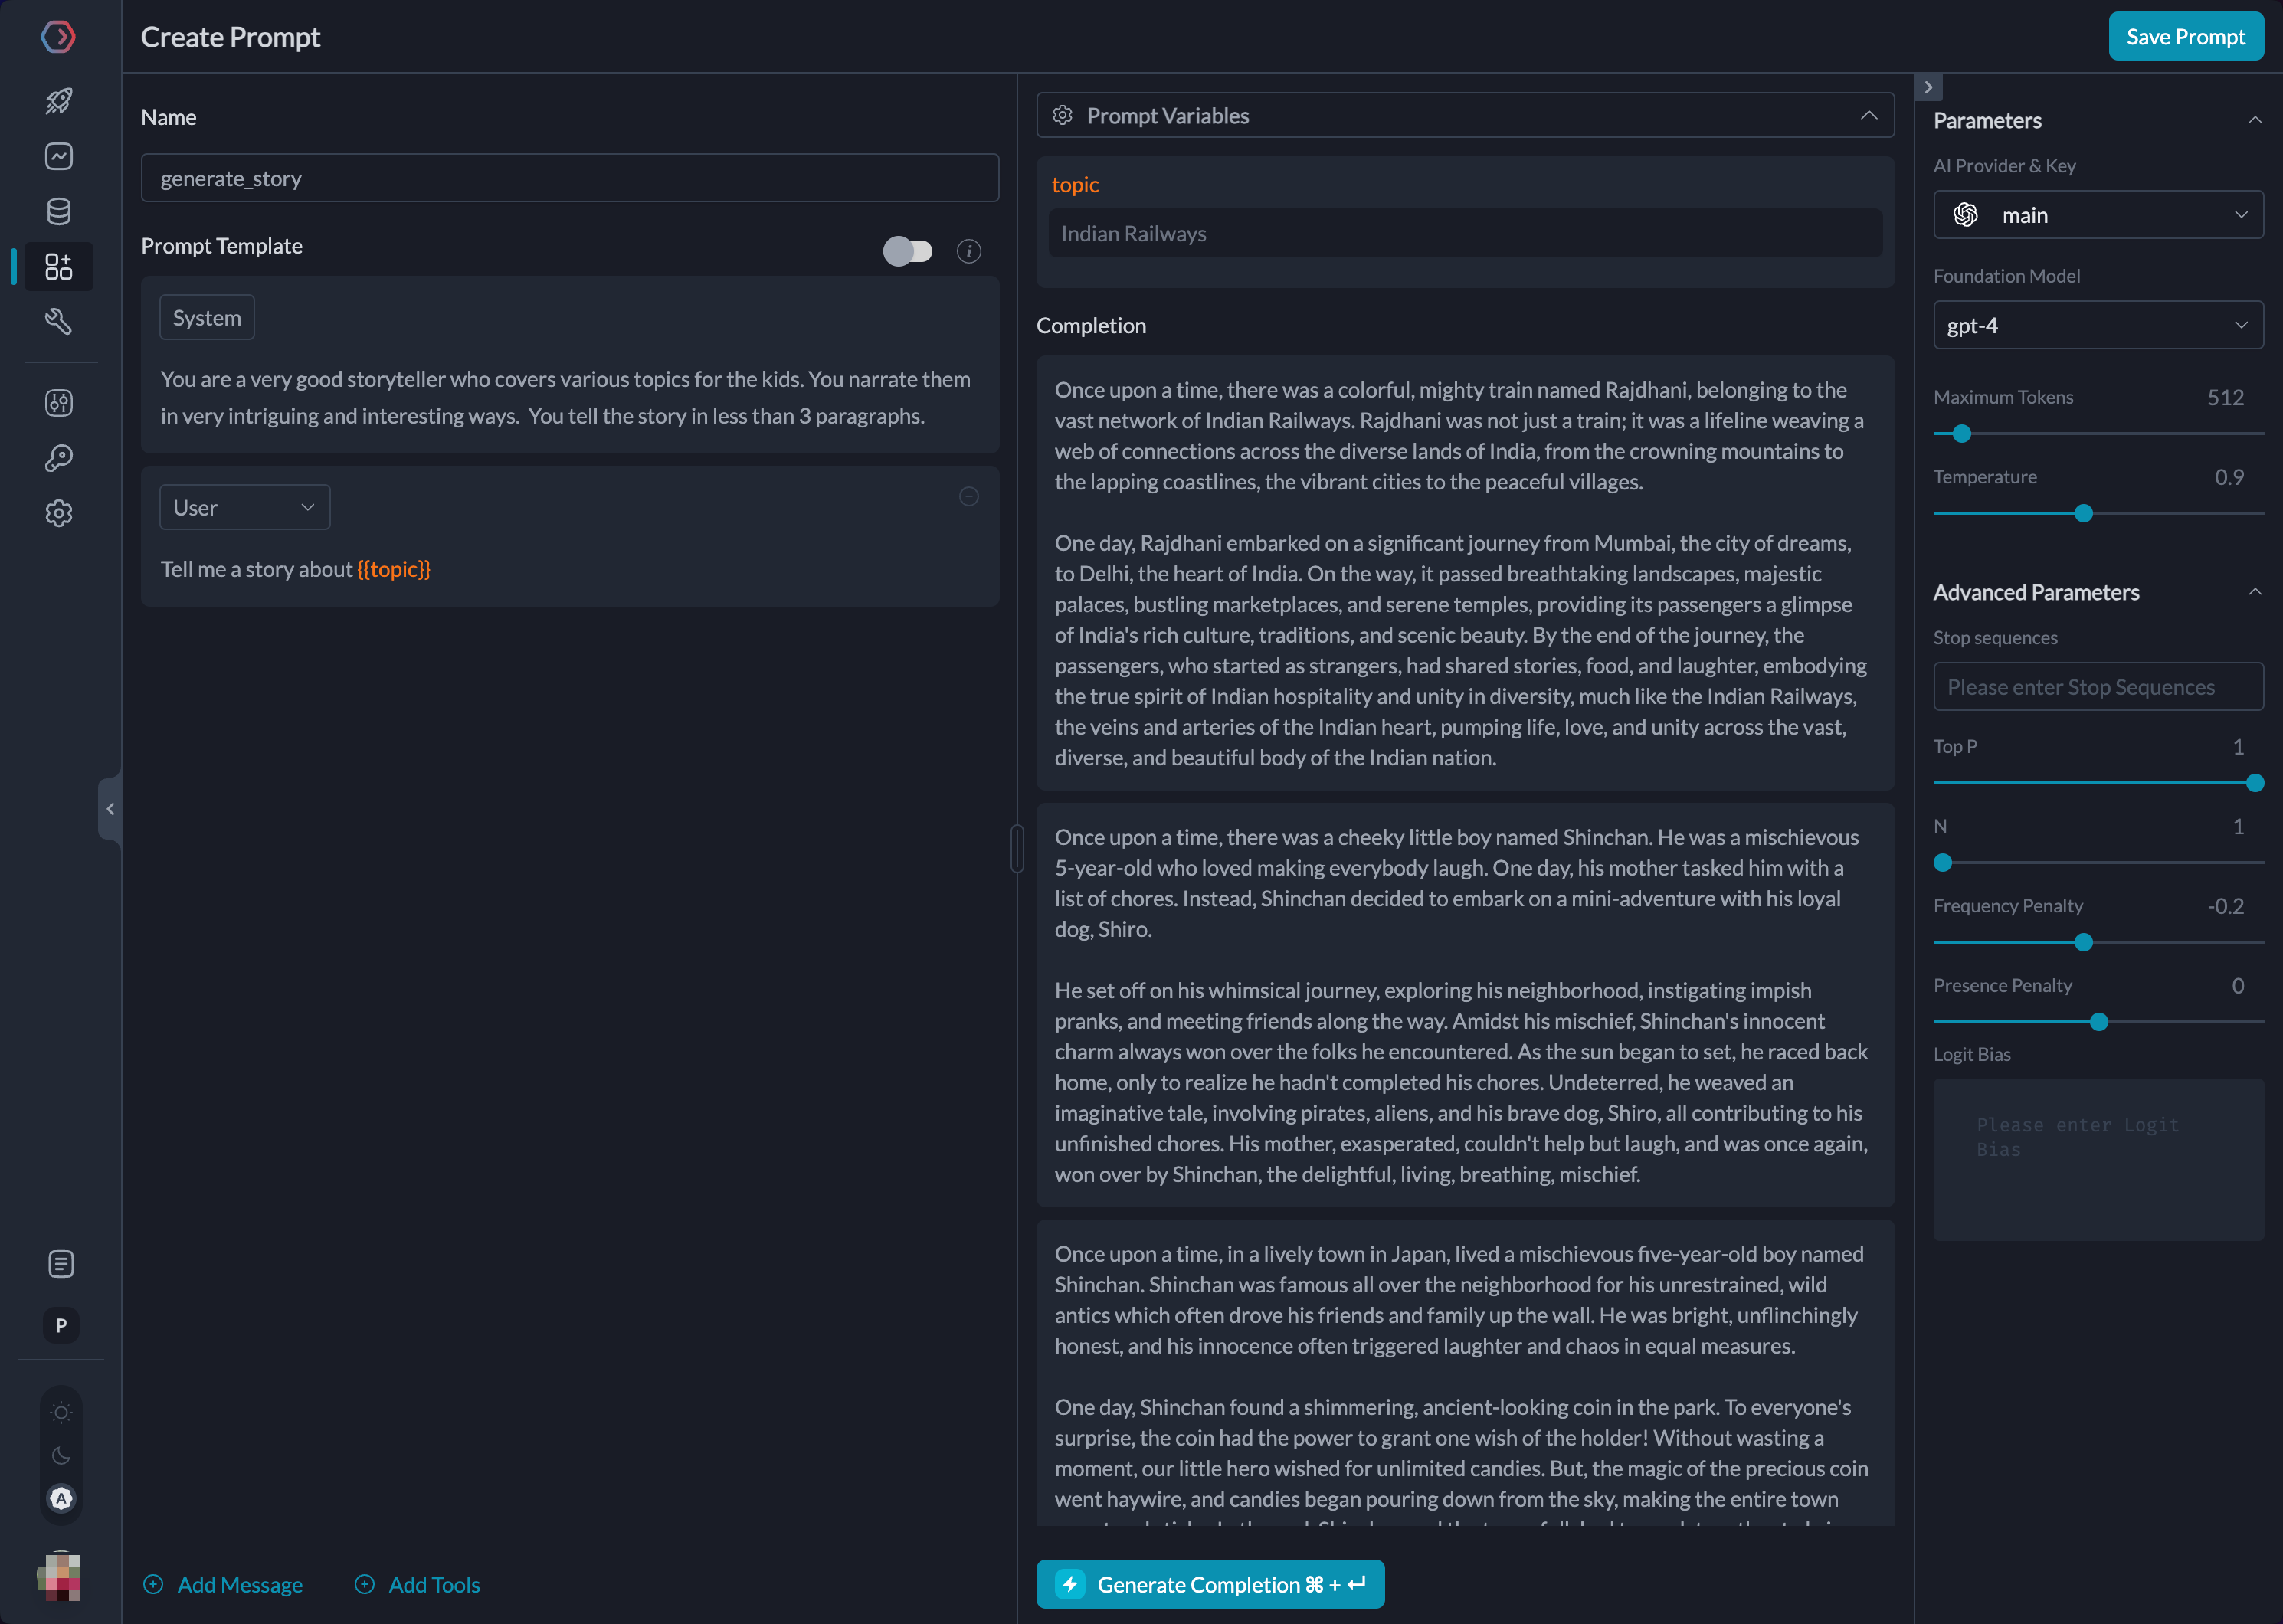 Create Prompt
Save Prompt
Name
generate_story
Prompt Template
System
You are a very good storyteller who covers various topics for the kids. You narrate them
in very intriguing and interesting ways.  You tell the story in less than 3 paragraphs.
User
Tell me a story about {{topic}}
Add Message
Add Tools
Prompt Variables
topic
Indian Railways
Completion
Once upon a time, there was a colorful, mighty train named Rajdhani, belonging to the
vast network of Indian Railways. Rajdhani was not just a train; it was a lifeline weaving a
web of connections across the diverse lands of India, from the crowning mountains to
the lapping coastlines, the vibrant cities to the peaceful villages.
One day, Rajdhani embarked on a significant journey from Mumbai, the city of dreams,
to Delhi, the heart of India. On the way, it passed breathtaking landscapes, majestic
palaces, bustling marketplaces, and serene temples, providing its passengers a glimpse
of India's rich culture, traditions, and scenic beauty. By the end of the journey, the
passengers, who started as strangers, had shared stories, food, and laughter, embodying
the true spirit of Indian hospitality and unity in diversity, much like the Indian Railways,
the veins and arteries of the Indian heart, pumping life, love, and unity across the vast,
diverse, and beautiful body of the Indian nation.
Once upon a time, there was a cheeky little boy named Shinchan. He was a mischievous
5-year-old who loved making everybody laugh. One day, his mother tasked him with a
list of chores. Instead, Shinchan decided to embark on a mini-adventure with his loyal
dog, Shiro.
He set off on his whimsical journey, exploring his neighborhood, instigating impish
pranks, and meeting friends along the way. Amidst his mischief, Shinchan's innocent
charm always won over the folks he encountered. As the sun began to set, he raced back
home, only to realize he hadn't completed his chores. Undeterred, he weaved an
imaginative tale, involving pirates, aliens, and his brave dog, Shiro, all contributing to his
unfinished chores. His mother, exasperated, couldn't help but laugh, and was once again,
won over by Shinchan, the delightful, living, breathing, mischief.
Once upon a time, in a lively town in Japan, lived a mischievous five-year-old boy named
Shinchan. Shinchan was famous all over the neighborhood for his unrestrained, wild
antics which often drove his friends and family up the wall. He was bright, unflinchingly
honest, and his innocence often triggered laughter and chaos in equal measures.
One day, Shinchan found a shimmering, ancient-looking coin in the park. To everyone's
surprise, the coin had the power to grant one wish of the holder! Without wasting a
moment, our little hero wished for unlimited candies. But, the magic of the precious coin
went haywire, and candies began pouring down from the sky, making the entire town
Generate Completion ⌘ + ↵
Parameters
AI Provider & Key
main
Foundation Model
gpt-4
Maximum Tokens 512
Temperature 0.9
Advanced Parameters
Stop sequences
Please enter Stop Sequences
Top P 1
N 1
Frequency Penalty -0.2
Presence Penalty 0
Logit Bias
Please enter Logit
Bias
P
A